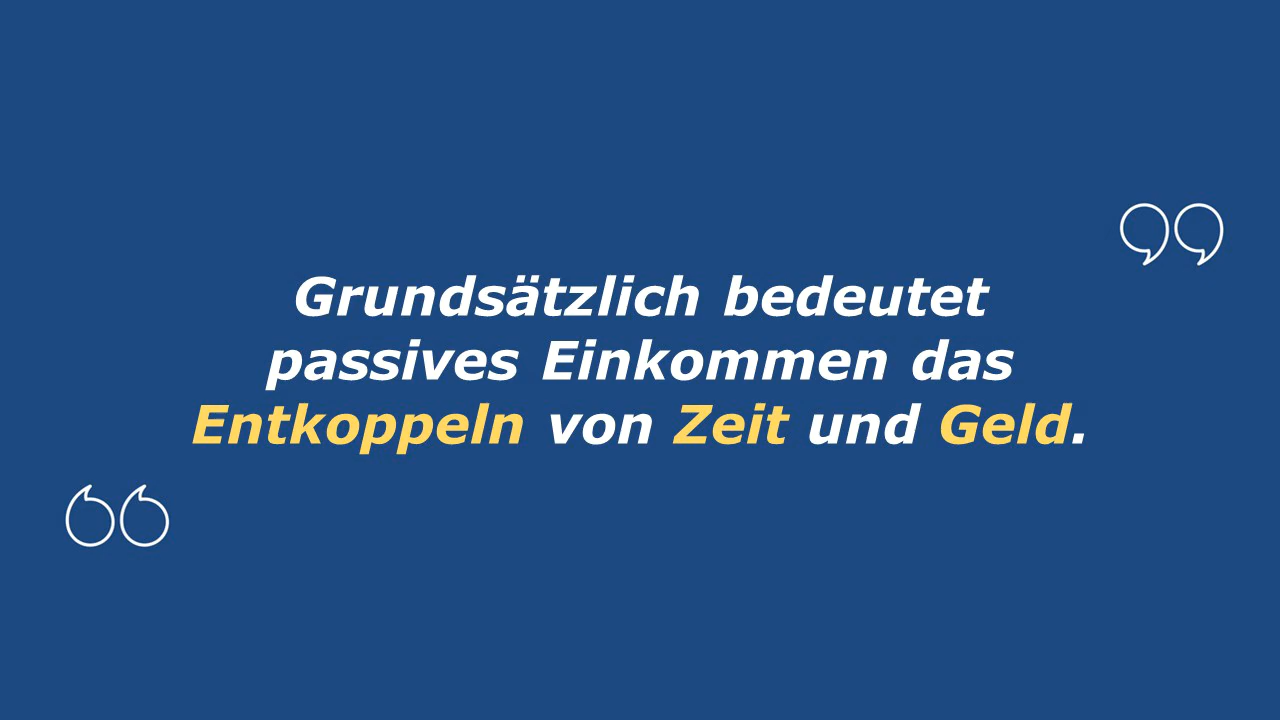 Grundsätzlich bedeutet
passives Einkommen das
Entkoppeln von Zeit und Geld.